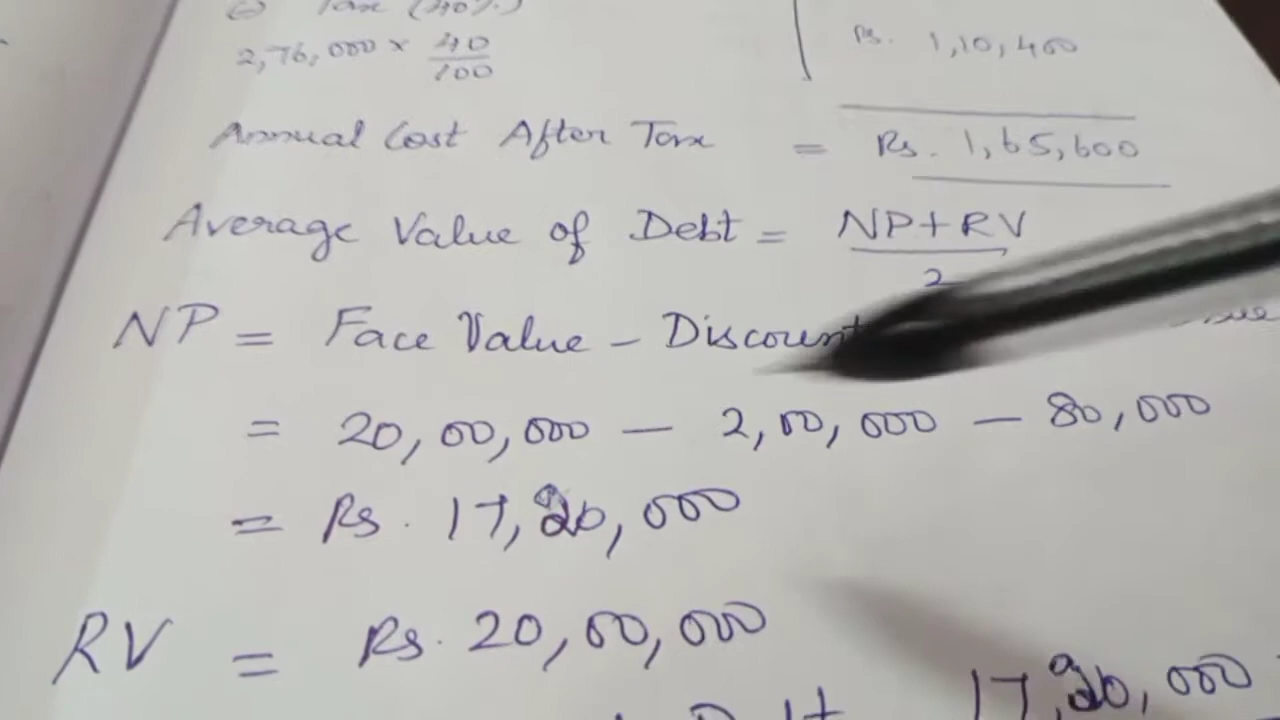 Tax (40%)
2,76,000 × 40/100
Rs. 1,10,400
Annual Cost After Tax = Rs. 1,65,600
Average Value of Debt = NP+RV/2
NP = Face Value – Discount
= 20,00,000 – 2,00,000 – 80,000
= Rs. 17,20,000
RV = Rs. 20,00,000
17,20,000